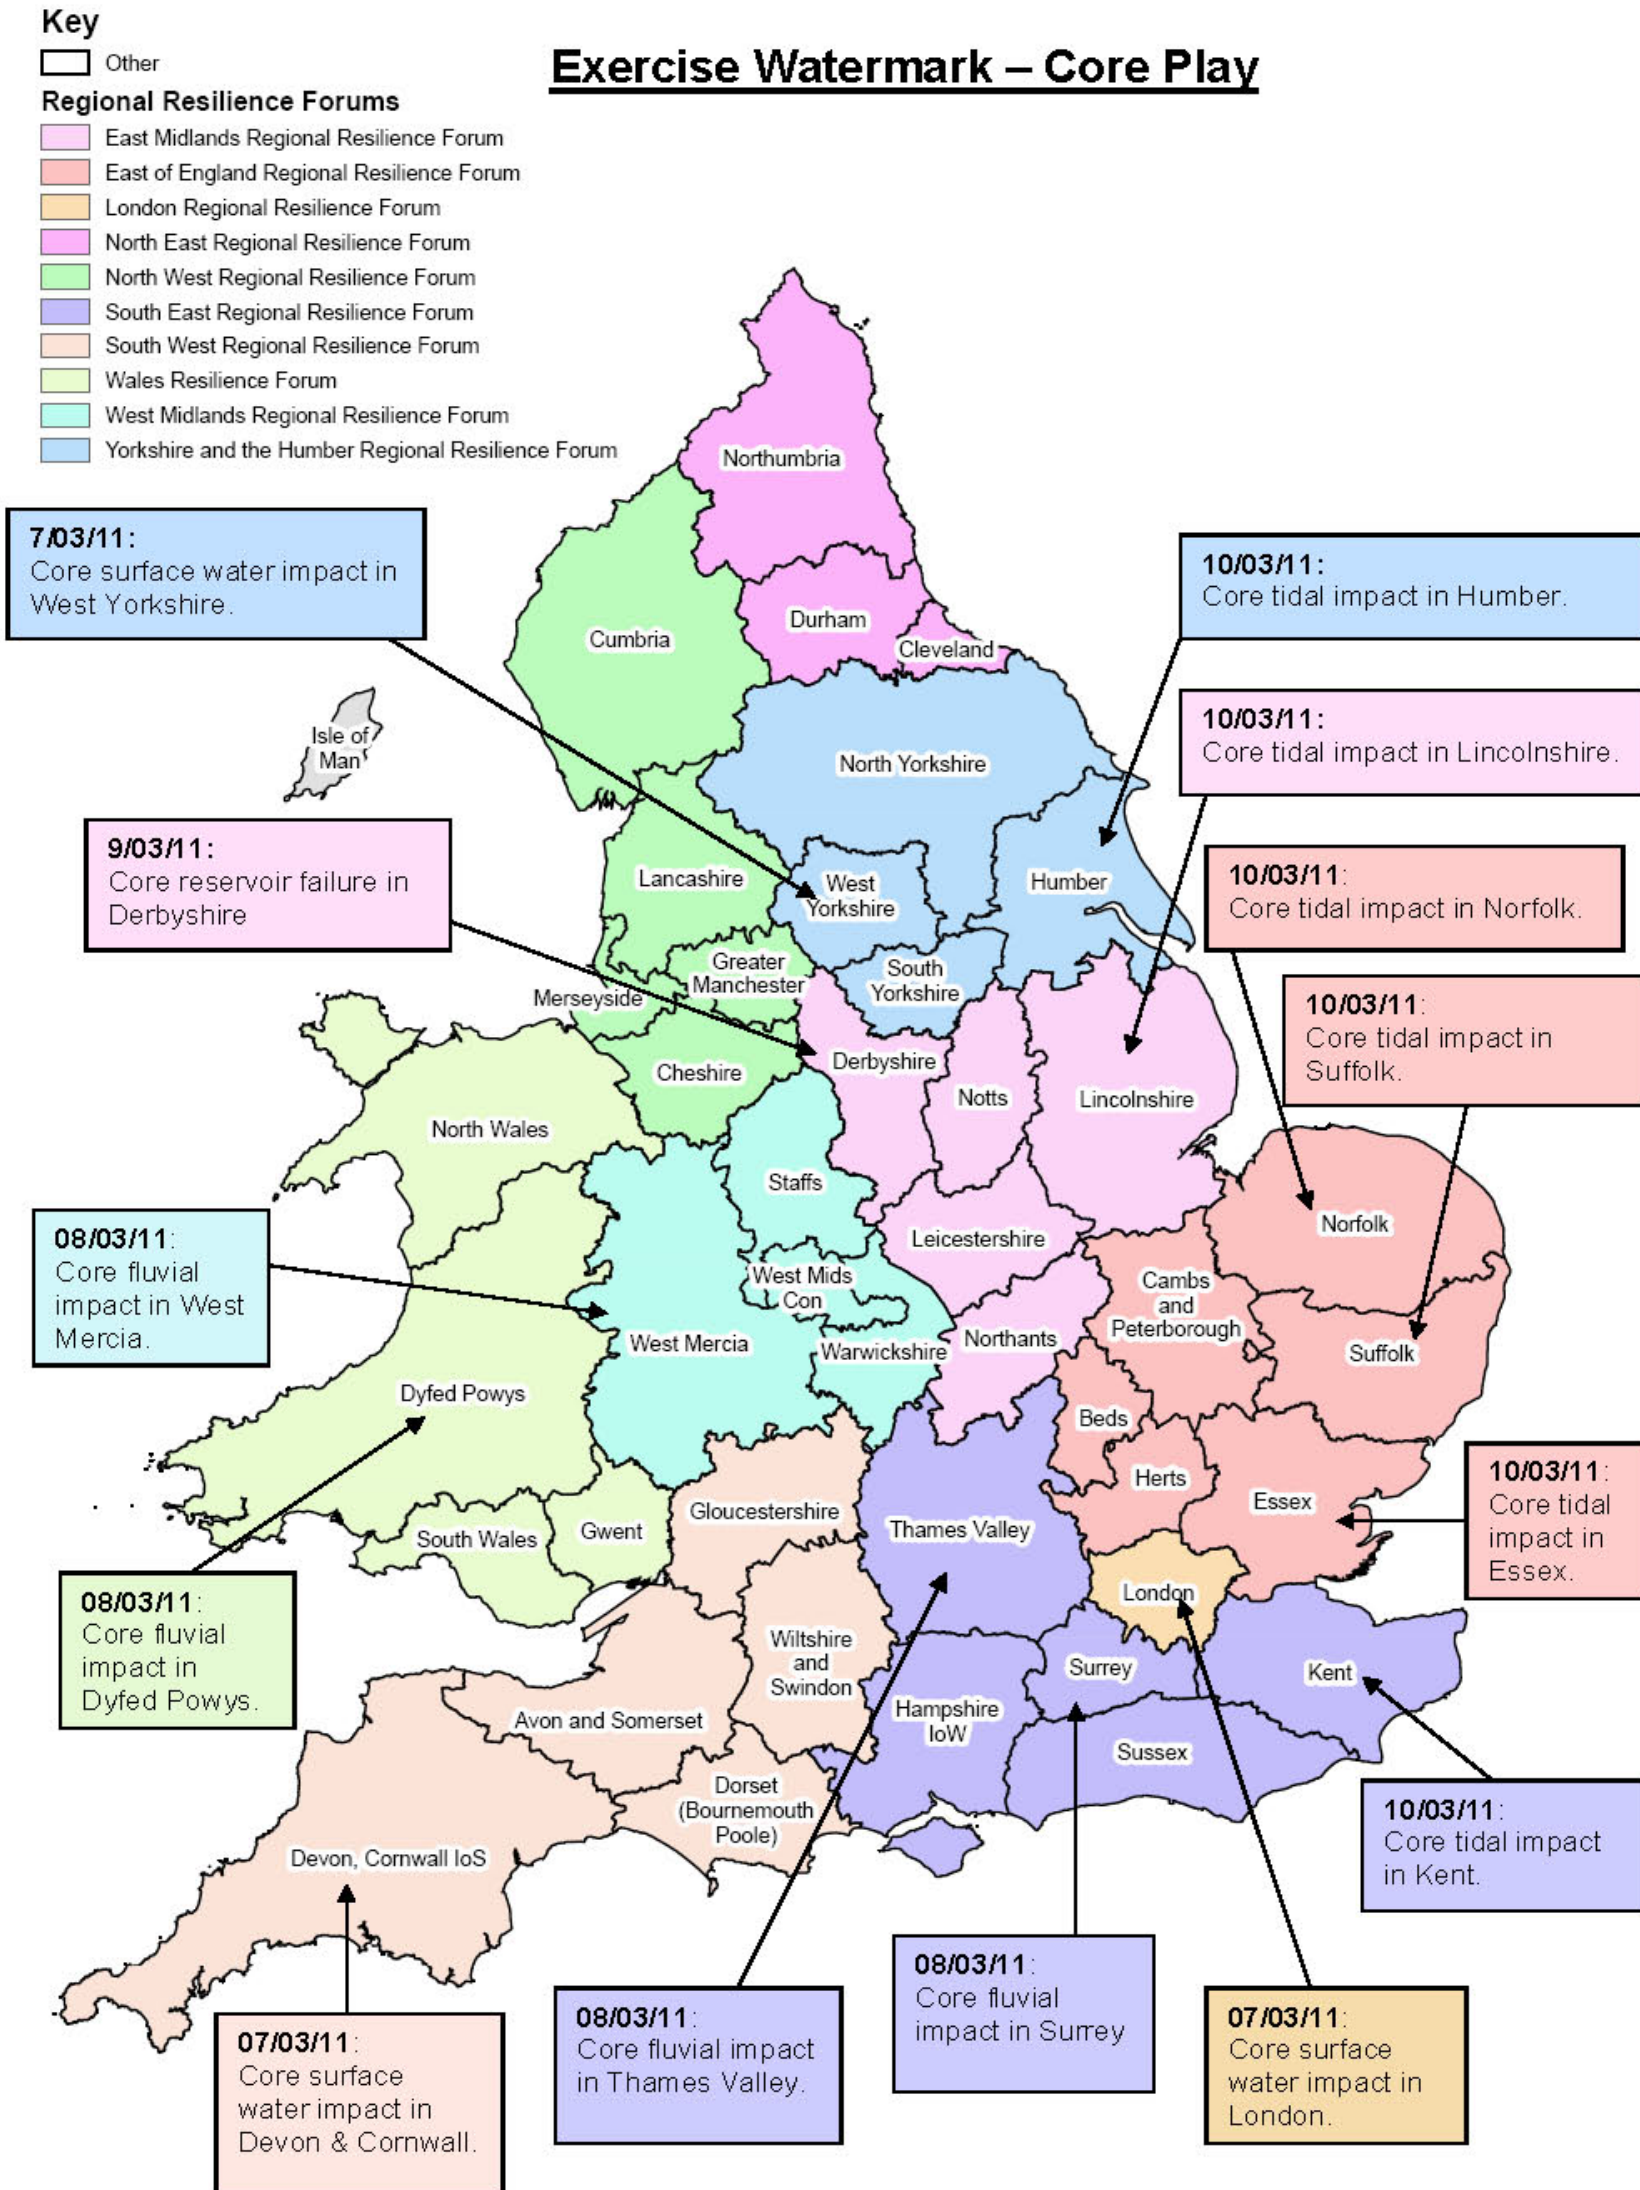 Key
Other
Regional Resilience Forums
East Midlands Regional Resilience Forum
East of England Regional Resilience Forum
London Regional Resilience Forum
North East Regional Resilience Forum
North West Regional Resilience Forum
South East Regional Resilience Forum
South West Regional Resilience Forum
Wales Resilience Forum
West Midlands Regional Resilience Forum
Yorkshire and the Humber Regional Resilience Forum
Exercise Watermark – Core Play
7/03/11:
Core surface water impact in
West Yorkshire.
9/03/11:
Core reservoir failure in
Derbyshire
08/03/11:
Core fluvial
impact in West
Mercia.
08/03/11:
Core fluvial
impact in
Dyfed Powys.
07/03/11:
Core surface
water impact in
Devon & Cornwall.
08/03/11:
Core fluvial impact
in Thames Valley.
08/03/11:
Core fluvial
impact in Surrey
07/03/11:
Core surface
water impact in
London.
10/03/11:
Core tidal impact
in Kent.
10/03/11:
Core tidal
impact in
Essex.
10/03/11:
Core tidal impact in
Suffolk.
10/03/11:
Core tidal impact in Norfolk.
10/03/11:
Core tidal impact in Lincolnshire.
10/03/11:
Core tidal impact in Humber.
Northumbria
Durham
Cleveland
Cumbria
Isle of
Man
North Yorkshire
Lancashire
West
Yorkshire
Humber
Greater
Manchester
South
Yorkshire
Merseyside
Cheshire
Derbyshire
Notts
Lincolnshire
North Wales
Staffs
Leicestershire
Norfolk
West Mids
Con
Cambs
and
Peterborough
West Mercia
Warwickshire
Northants
Suffolk
Dyfed Powys
Beds
Herts
Essex
Gloucestershire
South Wales
Gwent
Thames Valley
London
Wiltshire
and
Swindon
Surrey
Kent
Avon and Somerset
Hampshire
IoW
Sussex
Dorset
(Bournemouth
Poole)
Devon, Cornwall IoS